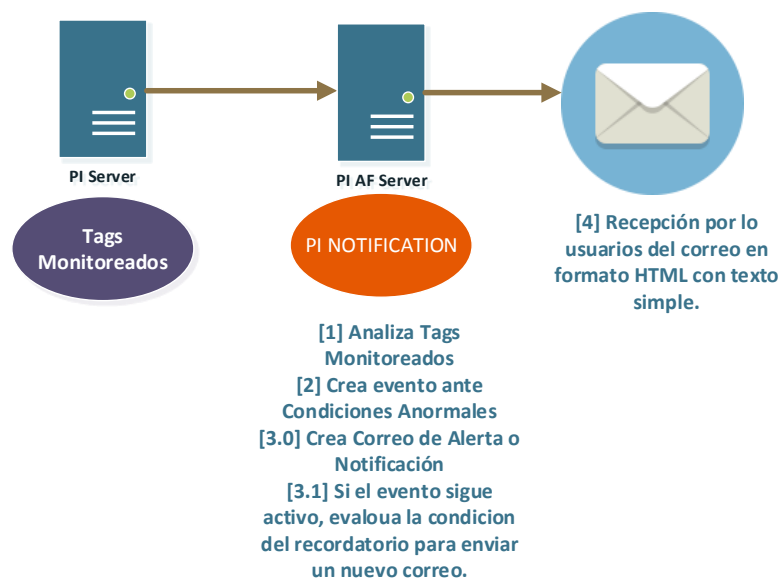 PI Server
Tags
Monitoreados
PI AF Server
PI NOTIFICATION
[1] Analiza Tags
Monitoreados
[2] Crea evento ante
Condiciones Anormales
[3.0] Crea Correo de Alerta o
Notificación
[3.1] Si el evento sigue
activo, evaloua la condicion
del recordatorio para enviar
un nuevo correo.
[4] Recepción por lo
usuarios del correo en
formato HTML con texto
simple.